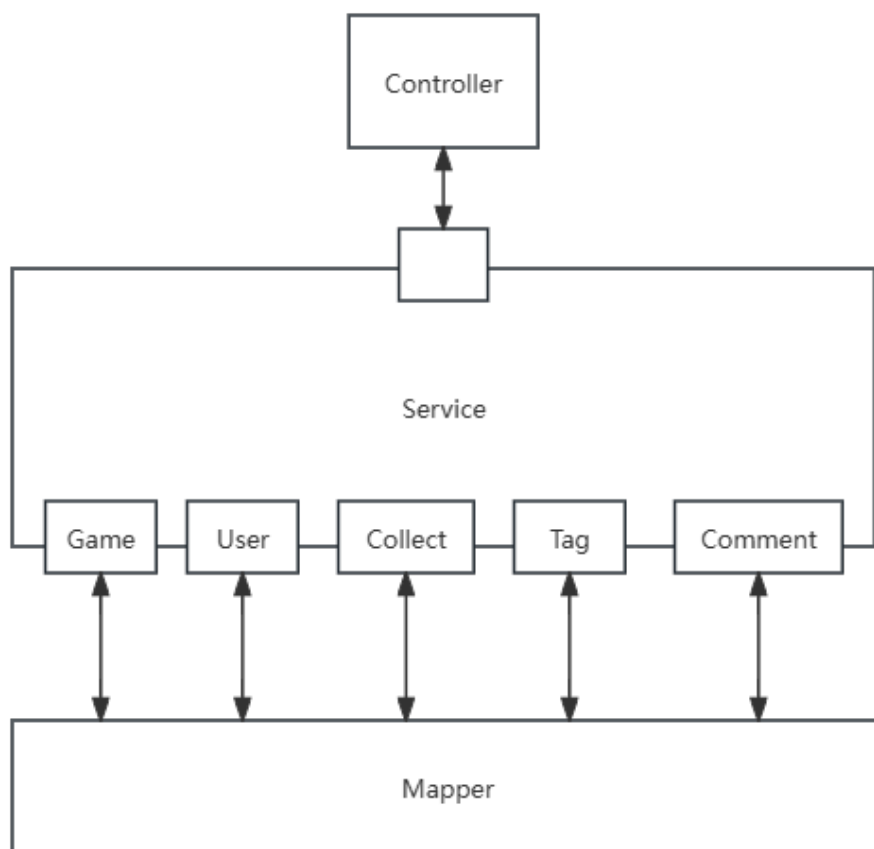 Controller
Service
Game
User
Collect
Tag
Comment
Mapper